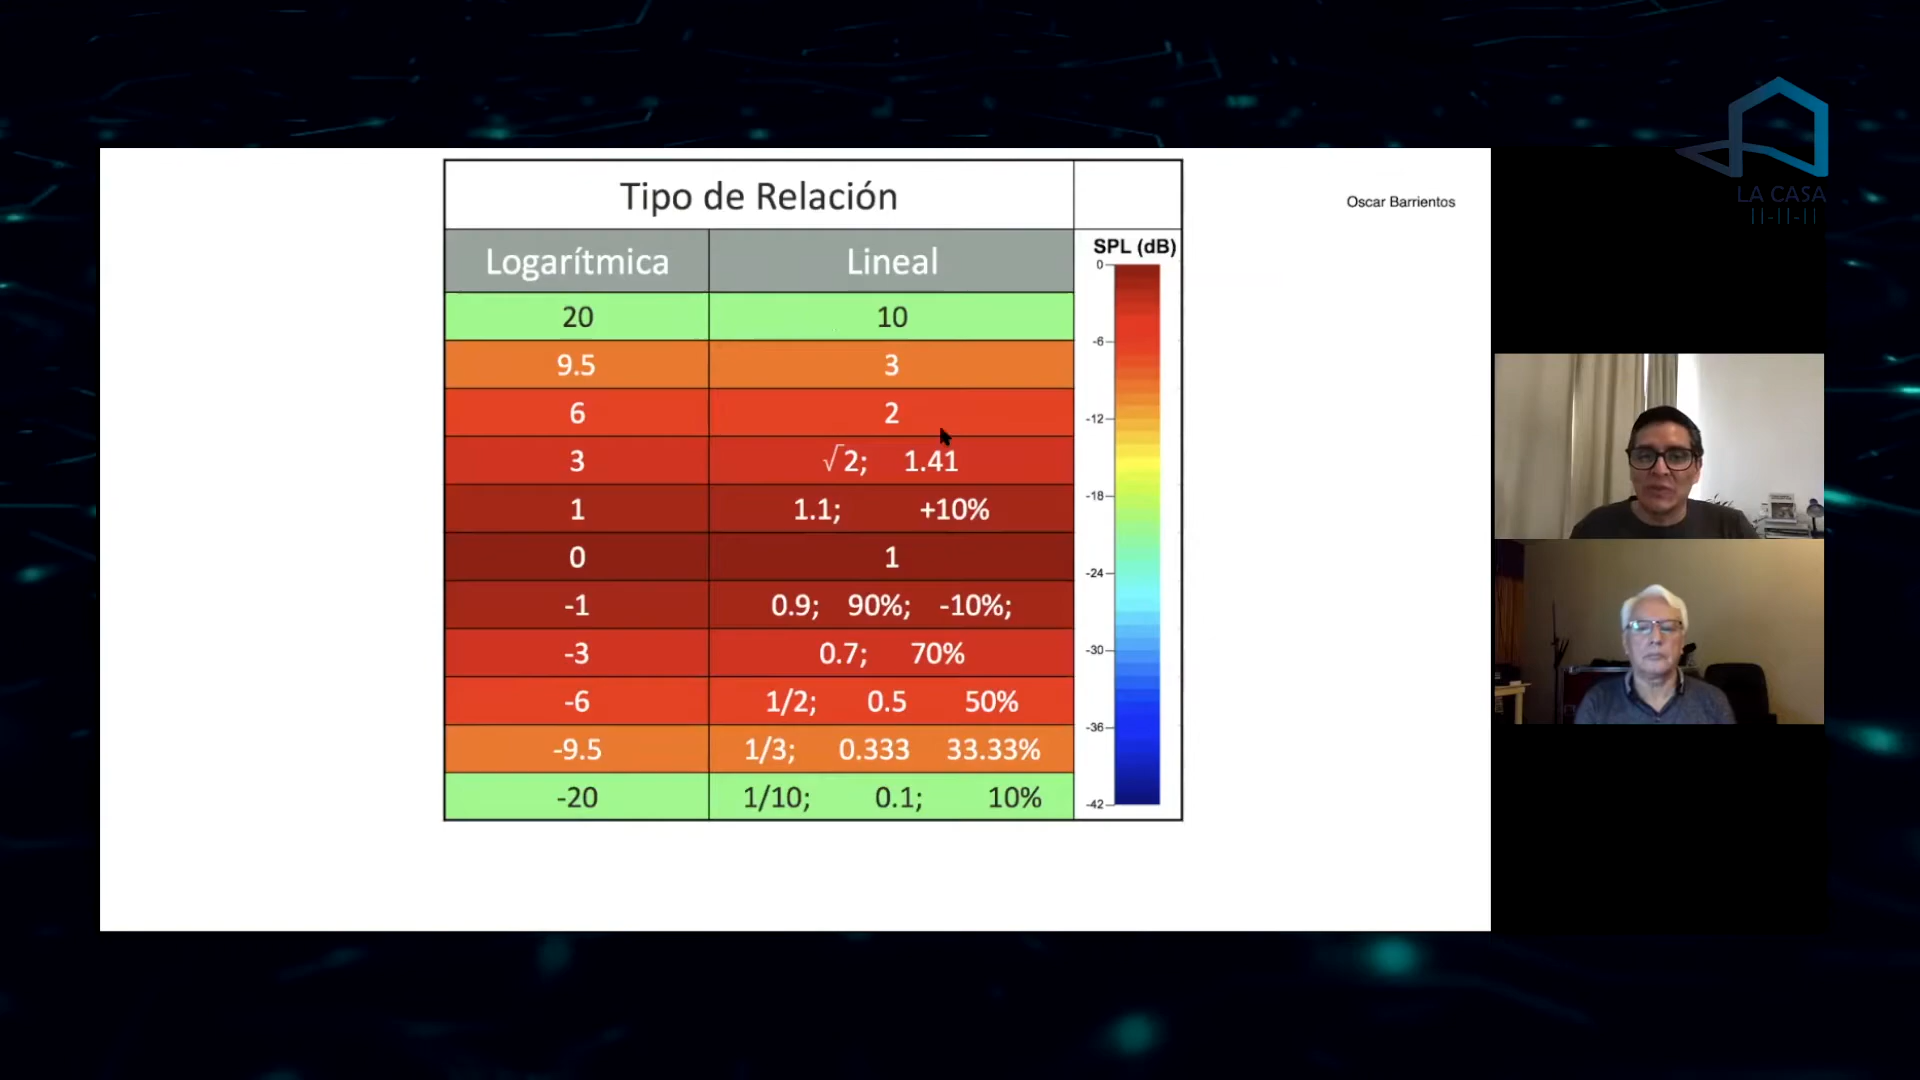 Tipo de Relación
Logarítmica Lineal
20 10
9.5 3
6 2
3 √2; 1.41
1 1.1; +10%
0 1
-1 0.9; 90%; -10%;
-3 0.7; 70%
-6 1/2; 0.5 50%
-9.5 1/3; 0.333 33.33%
-20 1/10; 0.1; 10%
SPL (dB)
0
-6
-12
-18
-24
-30
-36
-42
Oscar Barrientos
LA CASA
II-II-II